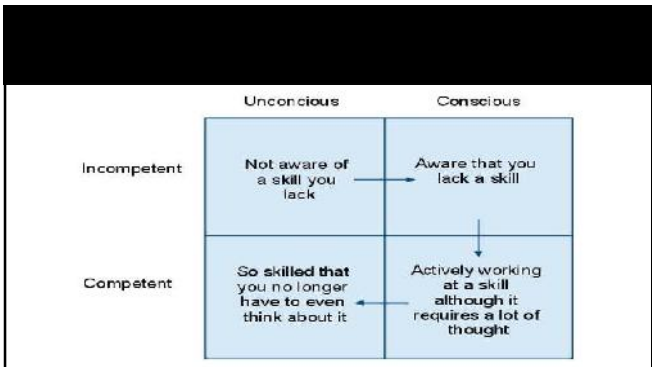 Unconcious
Conscious
Incompetent
Not aware of
a skill you
lack
Aware that you
lack a skill
Competent
So skilled that
you no longer
have to even
think about it
Actively working
at a skill
although it
requires a lot of
thought